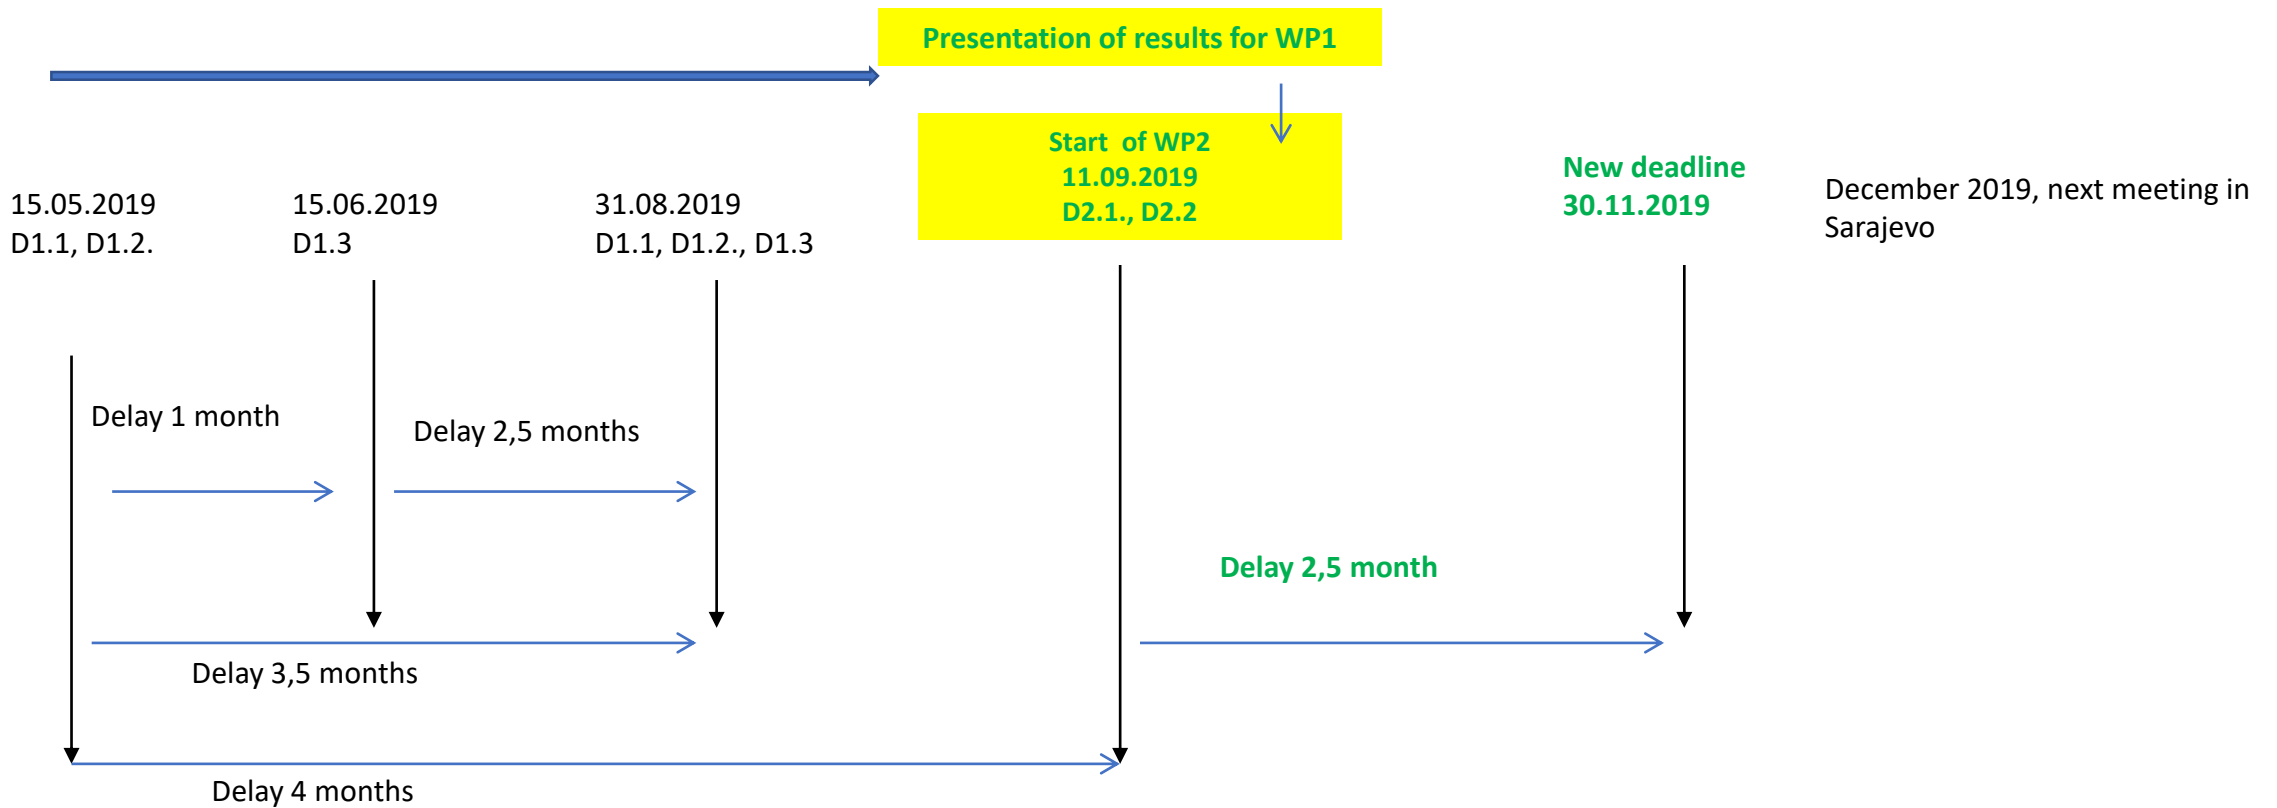 Presentation of results for WP1
Start  of WP2
11.09.2019
D2.1., D2.2
New deadline
30.11.2019
December 2019, next meeting in
Sarajevo
15.05.2019
D1.1, D1.2.
15.06.2019
D1.3
31.08.2019
D1.1, D1.2., D1.3
Delay 1 month
Delay 2,5 months
Delay 2,5 month
Delay 3,5 months
Delay 4 months